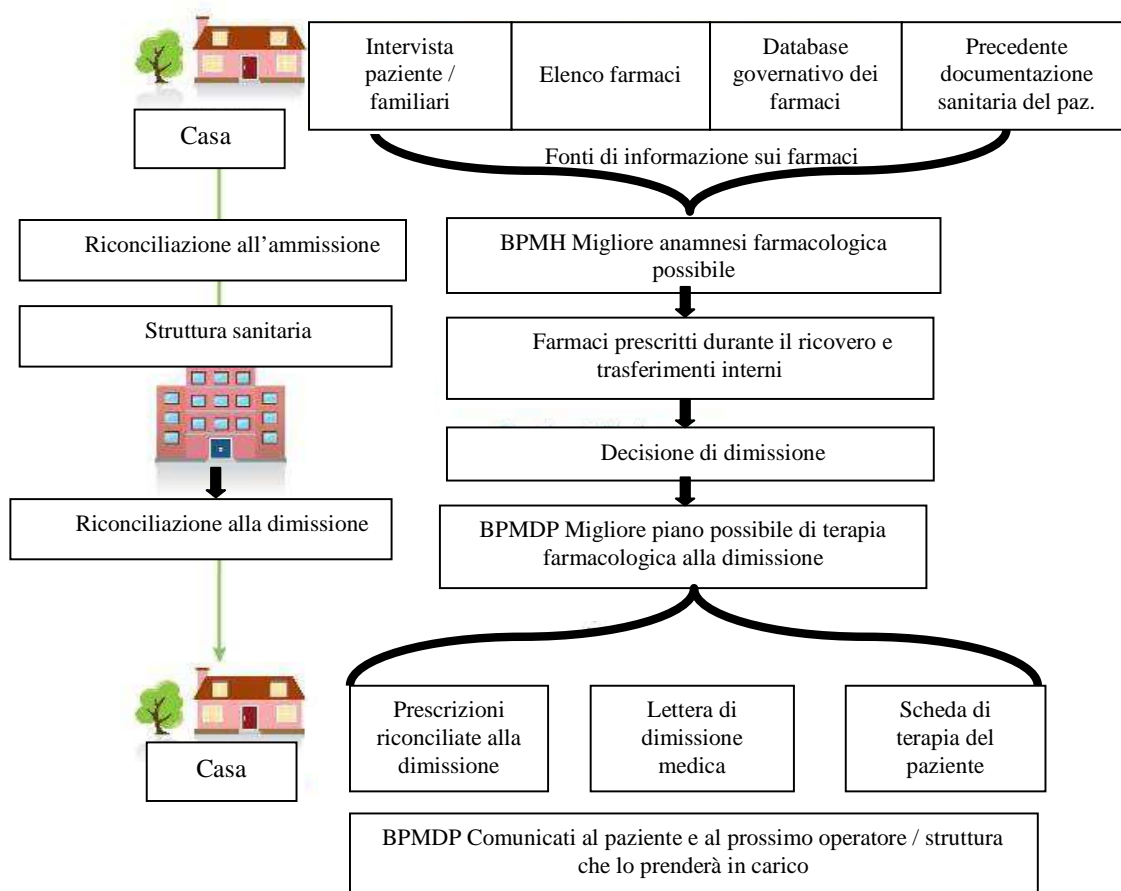 Intervista
paziente /
familiari
Elenco farmaci
Database
governativo dei
farmaci
Precedente
documentazione
sanitaria del paz.
Casa
Fonti di informazione sui farmaci
Riconciliazione all’ammissione
BPMH Migliore anamnesi farmacologica
possibile
Struttura sanitaria
Farmaci prescritti durante il ricovero e
trasferimenti interni
Decisione di dimissione
Riconciliazione alla dimissione
BPMDP Migliore piano possibile di terapia
farmacologica alla dimissione
Casa
Prescrizioni
riconciliate alla
dimissione
Lettera di
dimissione
medica
Scheda di
terapia del
paziente
BPMDP Comunicati al paziente e al prossimo operatore / struttura
che lo prenderà in carico